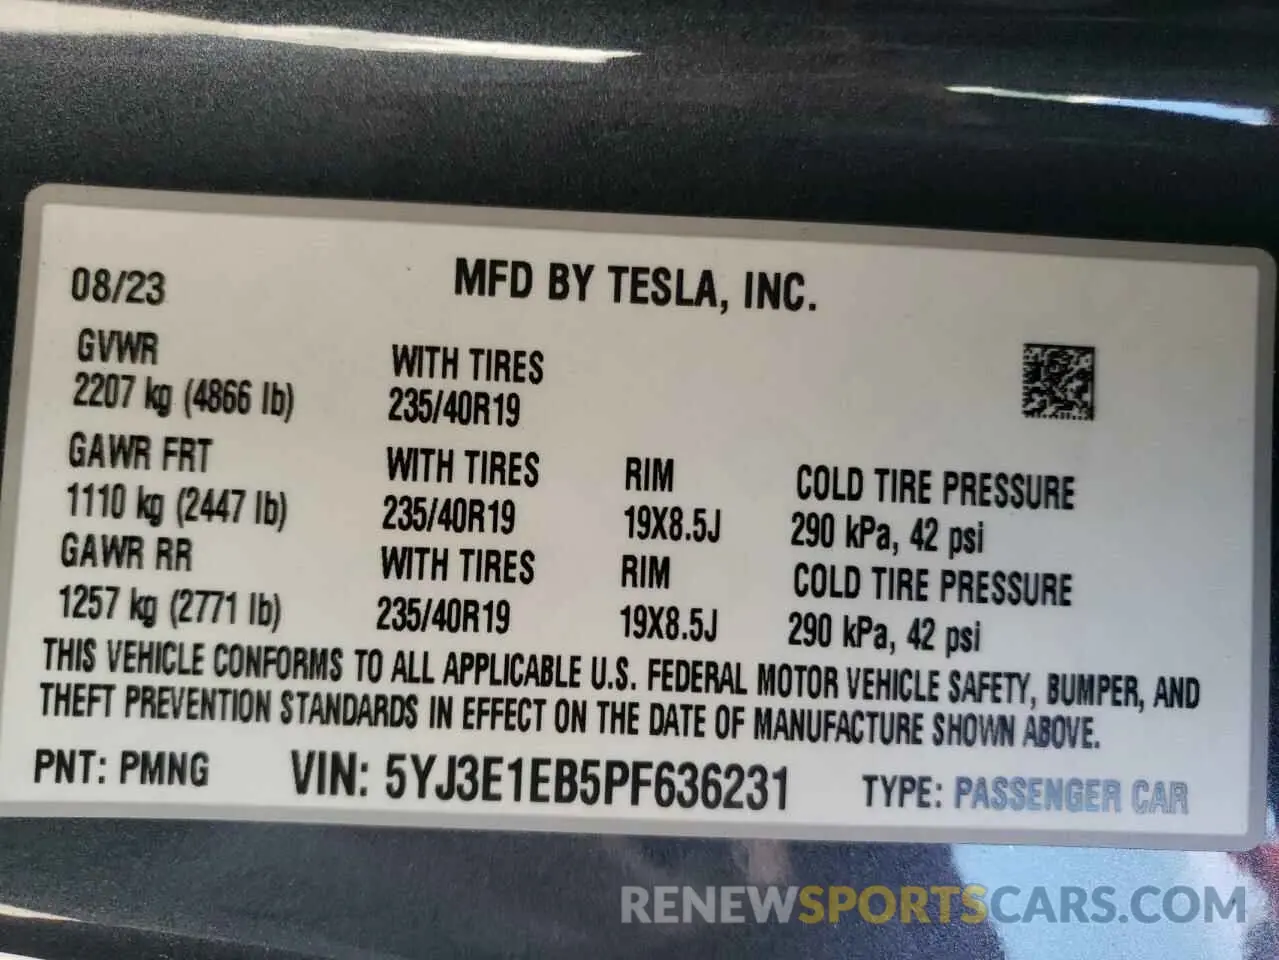 08/23 MFD BY TESLA, INC.
GVWR WITH TIRES
2207 kg (4866 lb) 235/40R19
GAWR FRT WITH TIRES RIM COLD TIRE PRESSURE
1110 kg (2447 lb) 235/40R19 19X8.5J 290 kPa, 42 psi
GAWR RR WITH TIRES RIM COLD TIRE PRESSURE
1257 kg (2771 lb) 235/40R19 19X8.5J 290 kPa, 42 psi
THIS VEHICLE CONFORMS TO ALL APPLICABLE U.S. FEDERAL MOTOR VEHICLE SAFETY, BUMPER, AND
THEFT PREVENTION STANDARDS IN EFFECT ON THE DATE OF MANUFACTURE SHOWN ABOVE.
PNT: PMNG VIN: 5YJ3E1EB5PF636231 TYPE: PASSENGER CAR
RENEWSPORTSCARS.COM